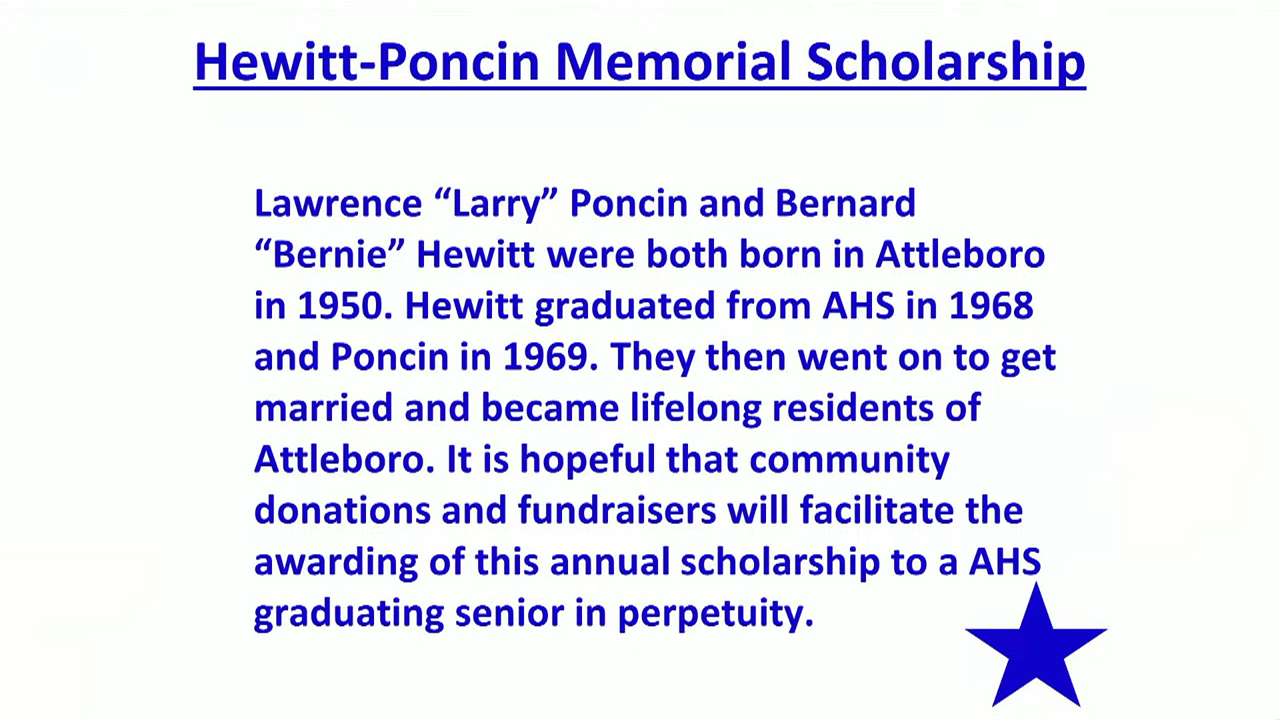 Hewitt-Poncin Memorial Scholarship
Lawrence “Larry” Poncin and Bernard
“Bernie” Hewitt were both born in Attleboro
in 1950. Hewitt graduated from AHS in 1968
and Poncin in 1969. They then went on to get
married and became lifelong residents of
Attleboro. It is hopeful that community
donations and fundraisers will facilitate the
awarding of this annual scholarship to a AHS
graduating senior in perpetuity.